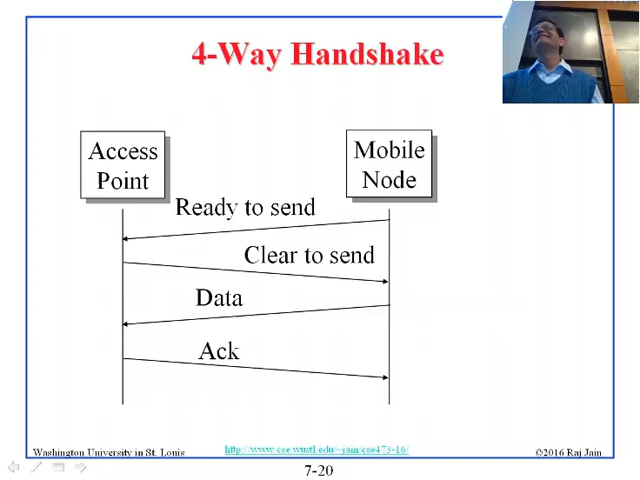 4-Way Handshake
Access
Point
Mobile
Node
Ready to send
Clear to send
Data
Ack
Washington University in St. Louis
http://www.cse.wustl.edu/~jain/cse473-16/
©2016 Raj Jain
7-20